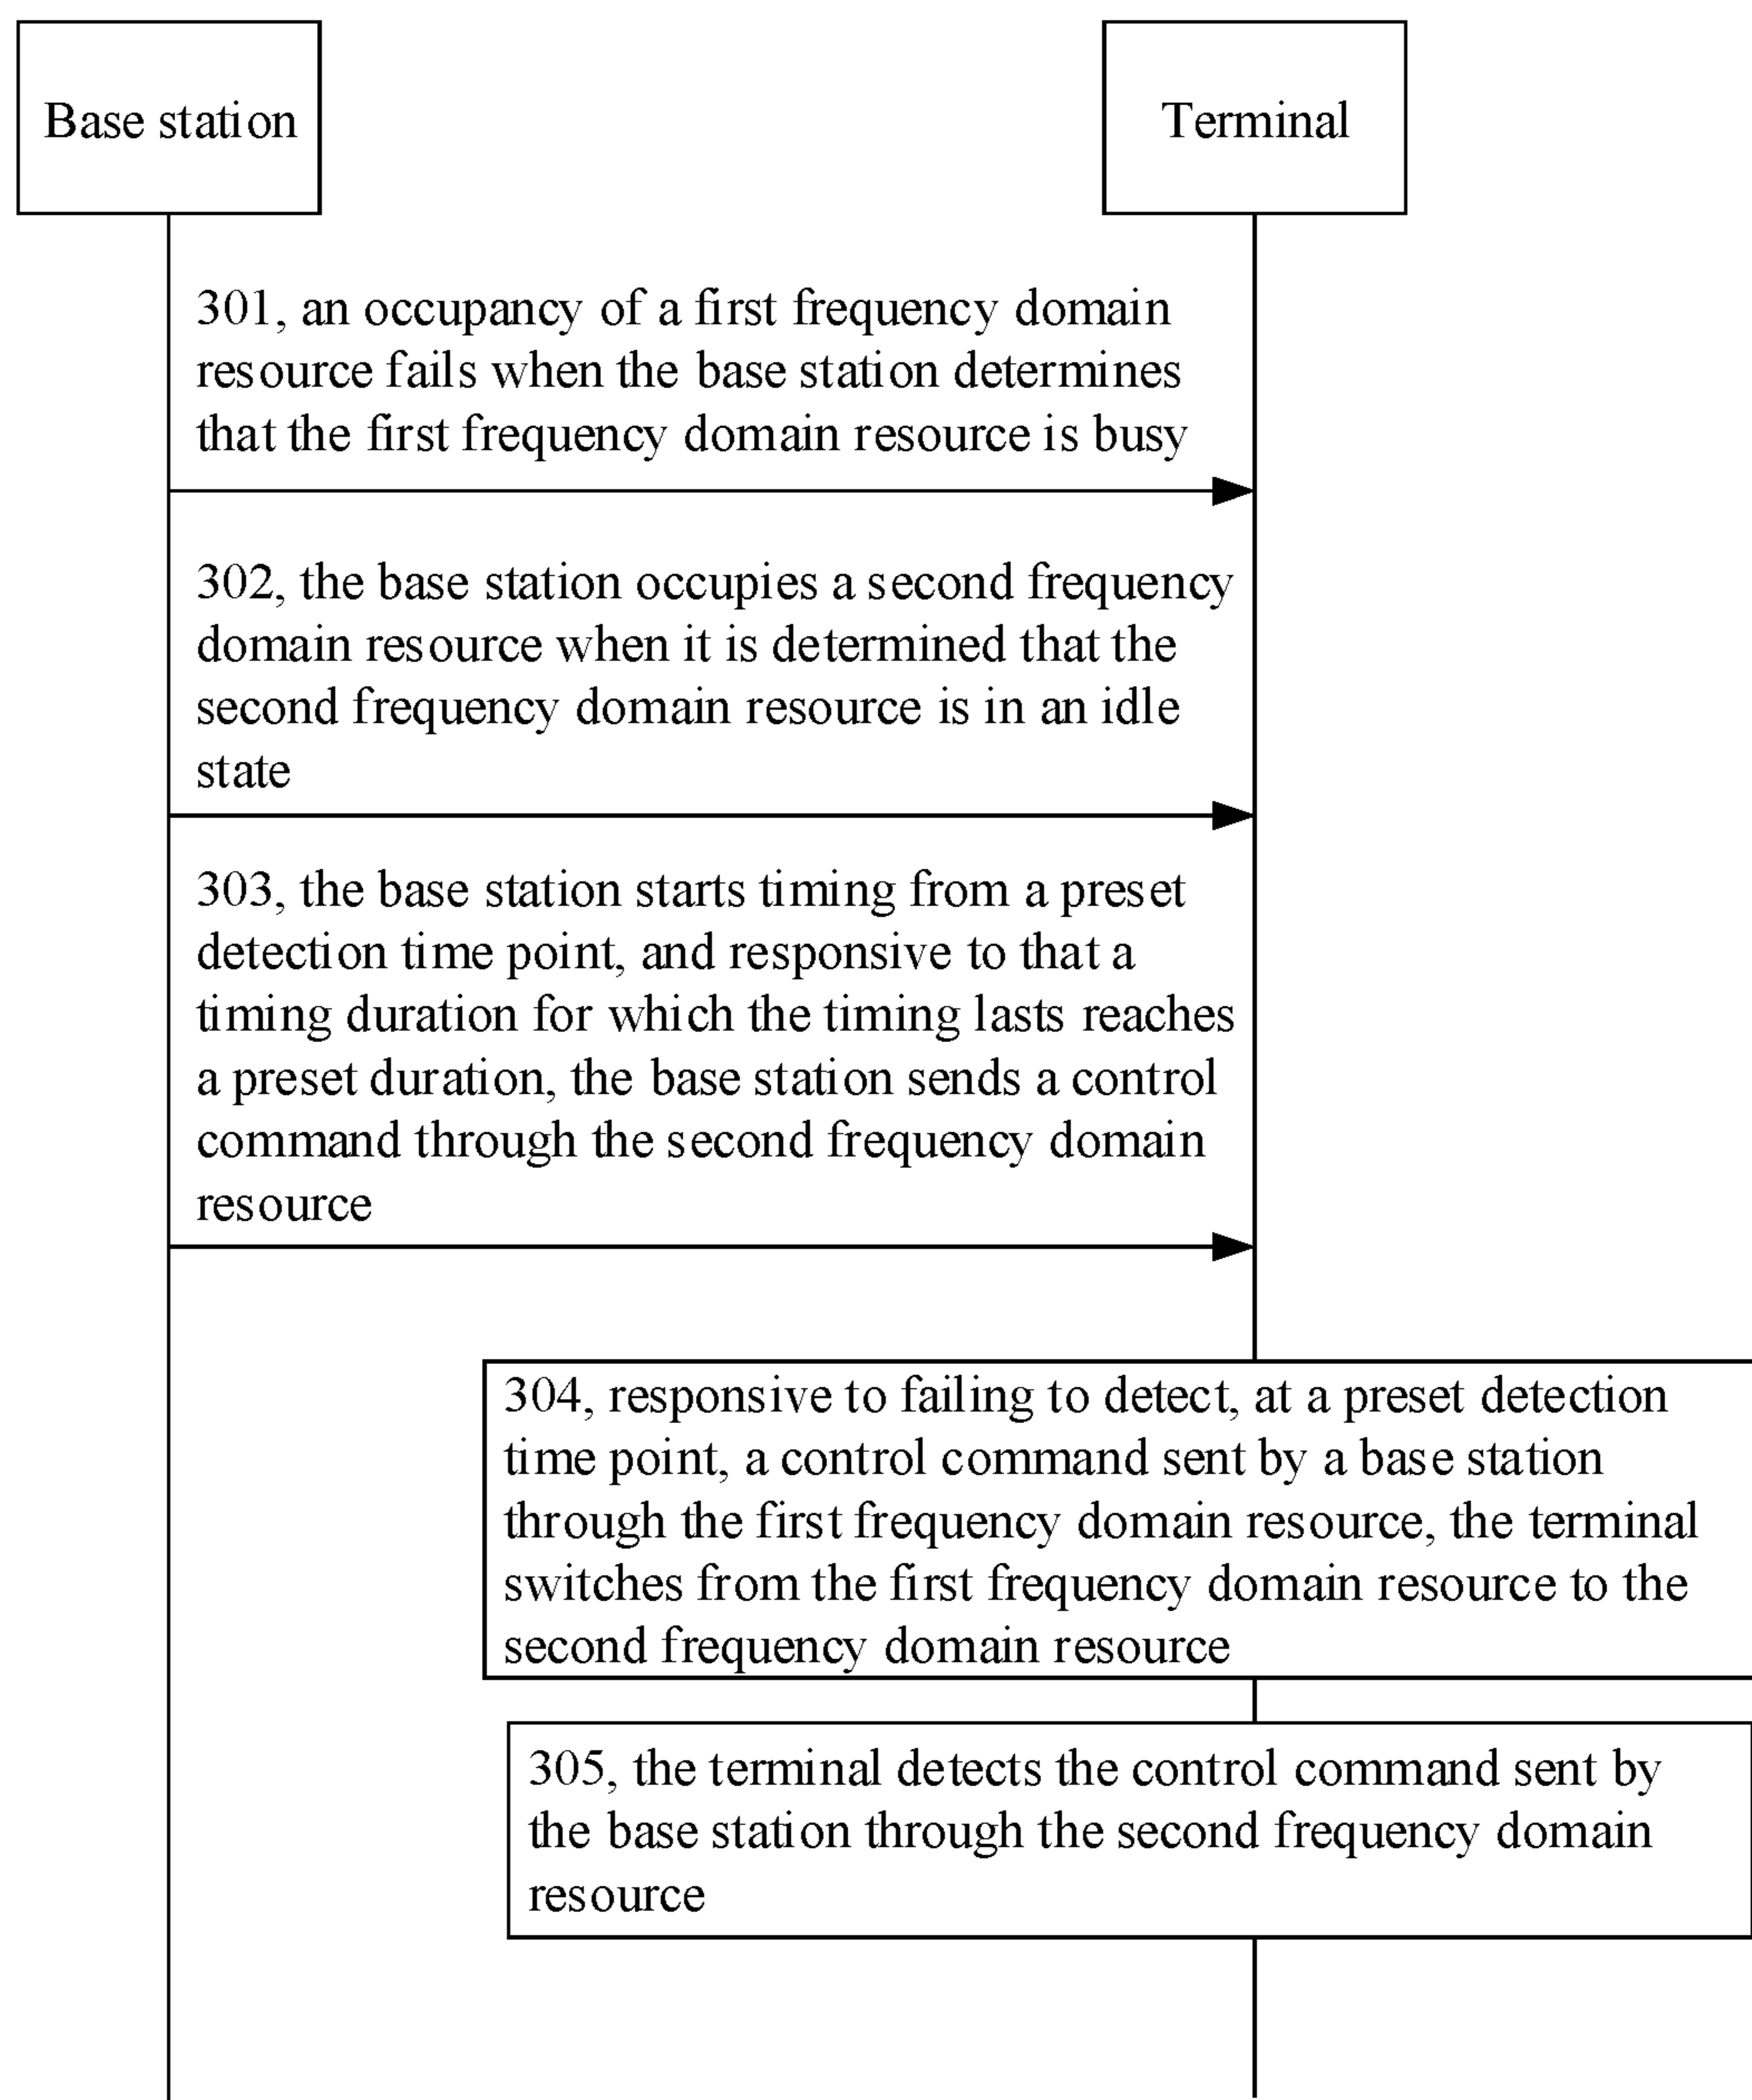 Base station
Terminal
301, an occupancy of a first frequency domain
resource fails when the base station determines
that the first frequency domain resource is busy
302, the base station occupies a second frequency
domain resource when it is determined that the
second frequency domain resource is in an idle
state
303, the base station starts timing from a preset
detection time point, and responsive to that a
timing duration for which the timing lasts reaches
a preset duration, the base station sends a control
command through the second frequency domain
resource
304, responsive to failing to detect, at a preset detection
time point, a control command sent by a base station
through the first frequency domain resource, the terminal
switches from the first frequency domain resource to the
second frequency domain resource
305, the terminal detects the control command sent by
the base station through the second frequency domain
resource